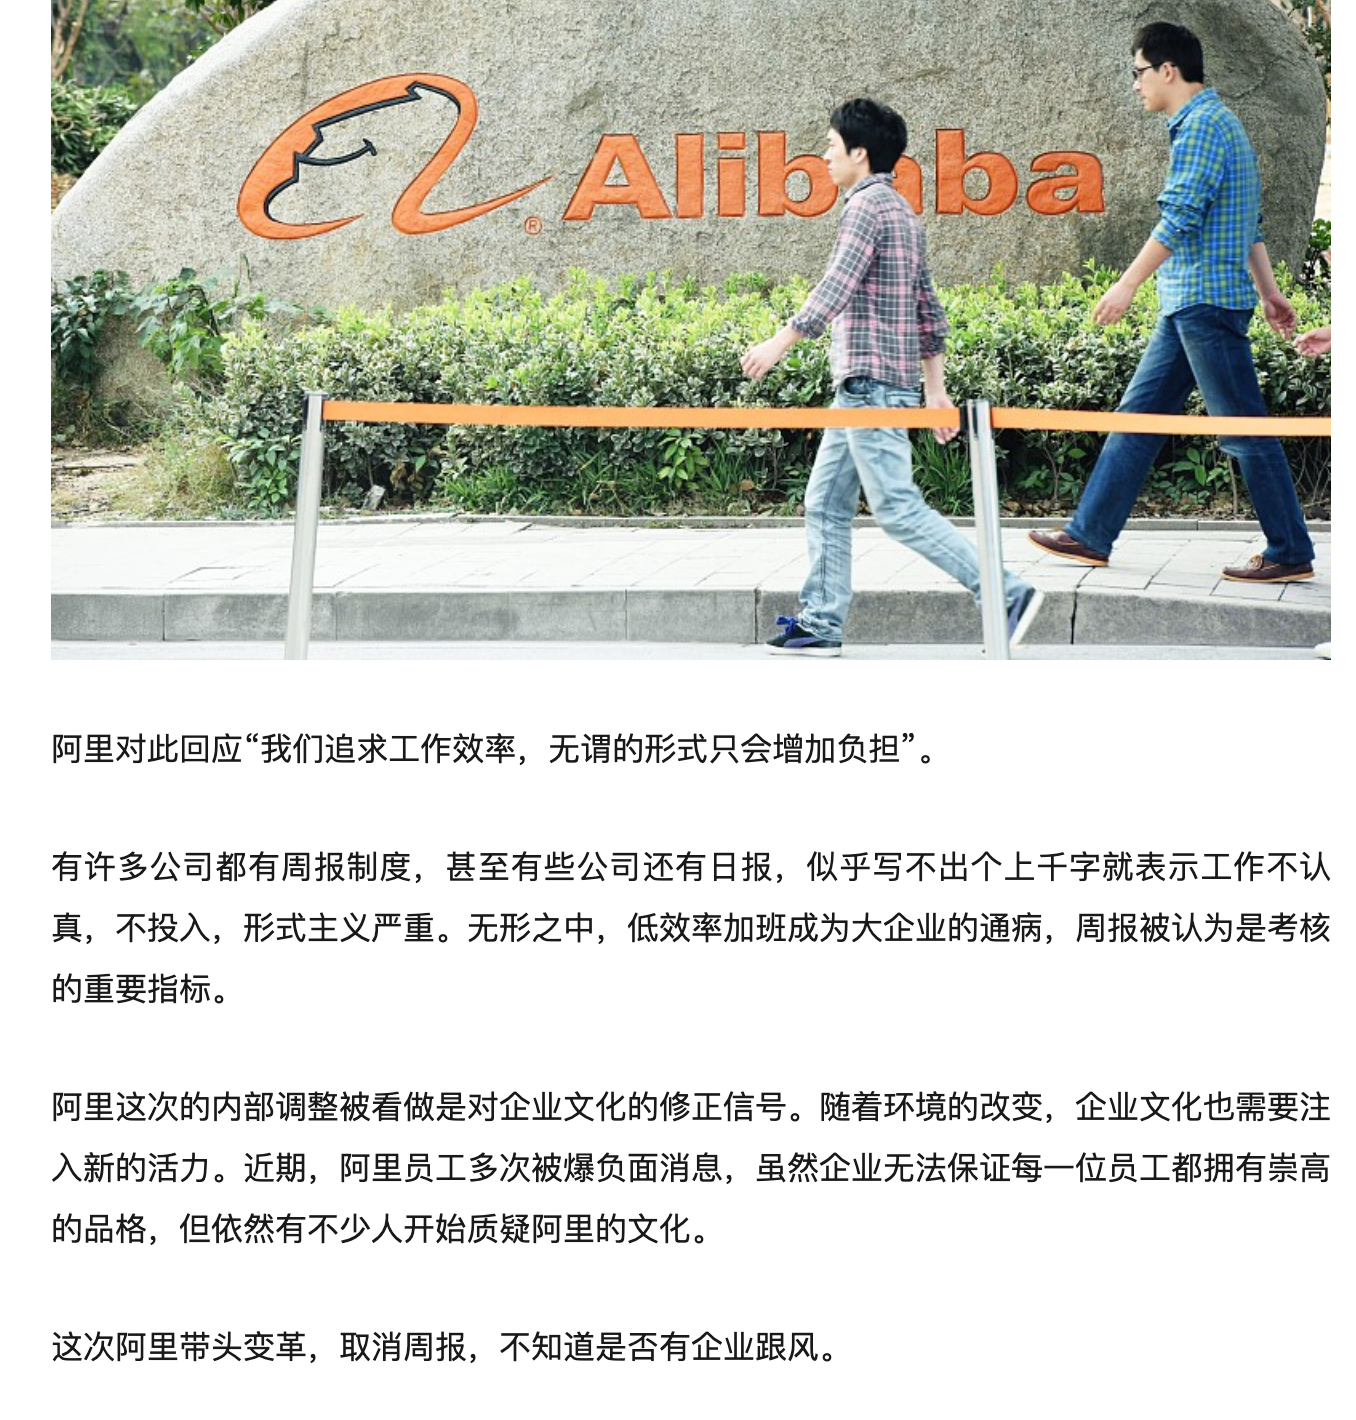 Alibaba
®
阿里对此回应“我们追求工作效率，无谓的形式只会增加负担”。
有许多公司都有周报制度，甚至有些公司还有日报，似乎写不出个上千字就表示工作不认
真，不投入，形式主义严重。无形之中，低效率加班成为大企业的通病，周报被认为是考核
的重要指标。
阿里这次的内部调整被看做是对企业文化的修正信号。随着环境的改变，企业文化也需要注
入新的活力。近期，阿里员工多次被爆负面消息，虽然企业无法保证每一位员工都拥有崇高
的品格，但依然有不少人开始质疑阿里的文化。
这次阿里带头变革，取消周报，不知道是否有企业跟风。